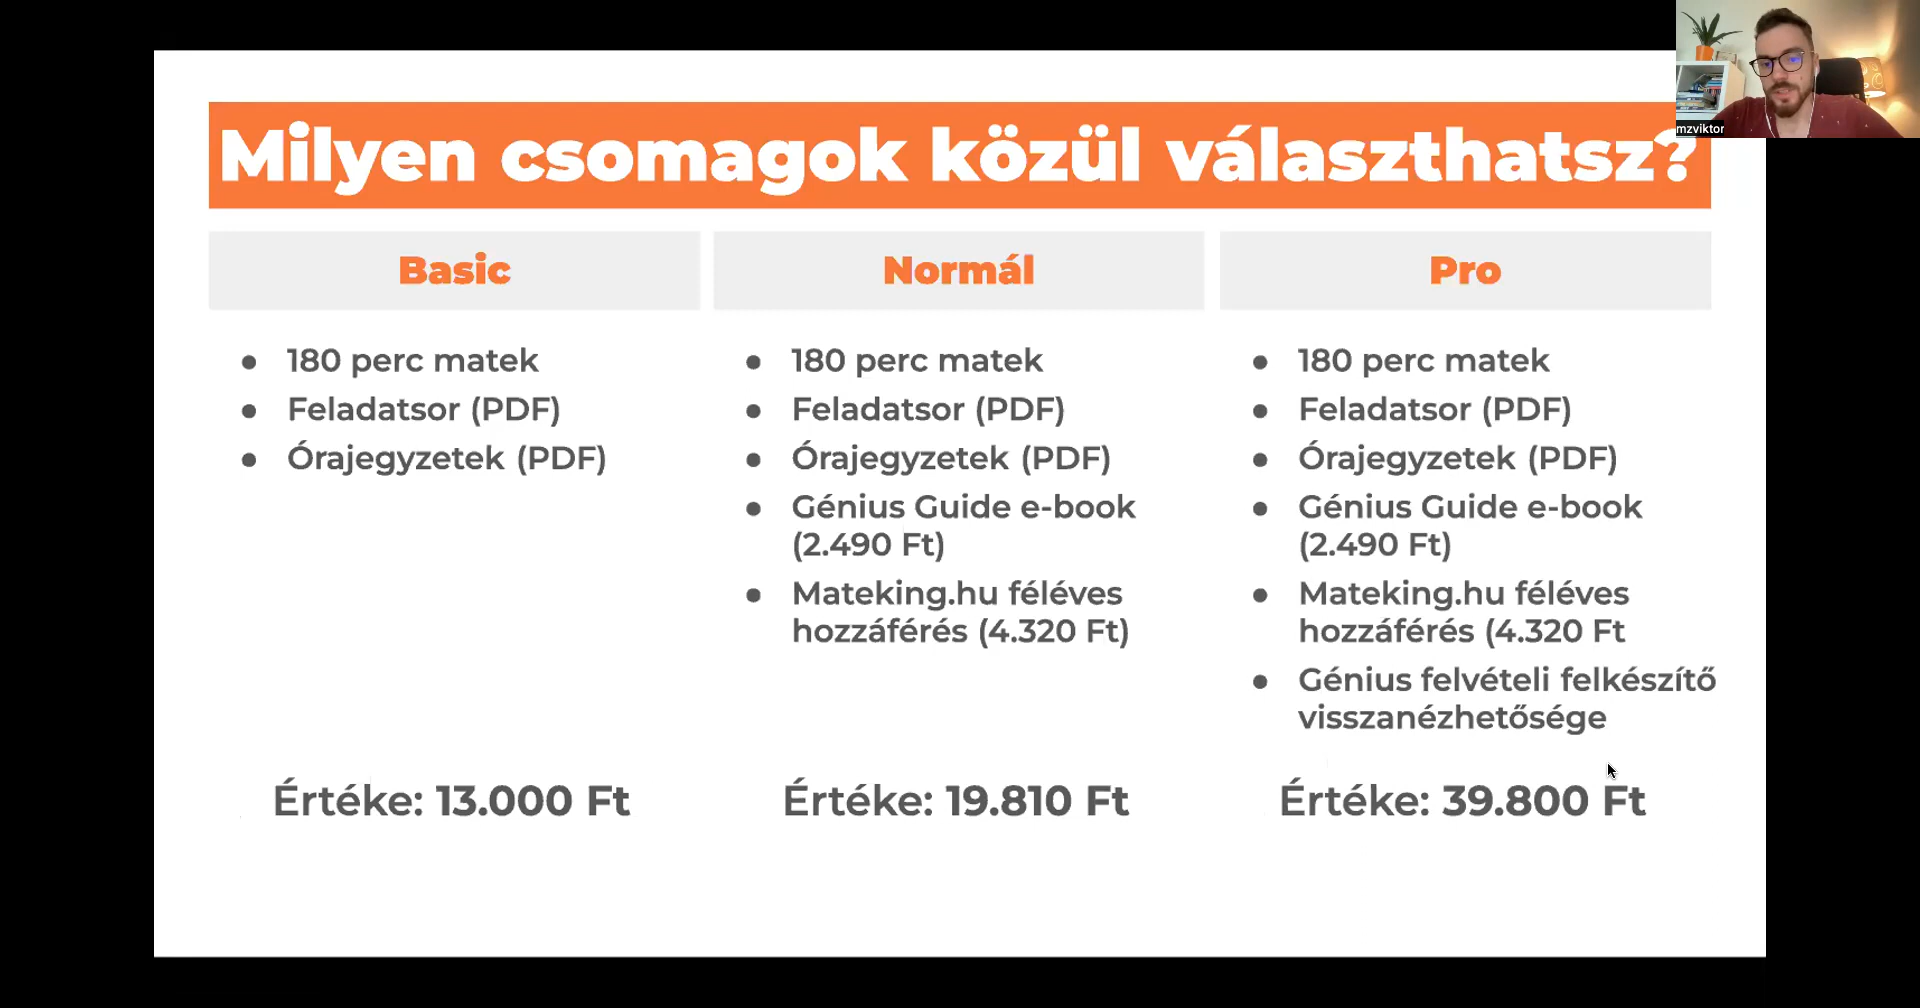 mzviktor
Milyen csomagok közül választhatsz?
Basic
● 180 perc matek
● Feladatsor (PDF)
● Órajegyzetek (PDF)
Értéke: 13.000 Ft
Normál
● 180 perc matek
● Feladatsor (PDF)
● Órajegyzetek (PDF)
● Génius Guide e-book
(2.490 Ft)
● Mateking.hu féléves
hozzáférés (4.320 Ft)
Értéke: 19.810 Ft
Pro
● 180 perc matek
● Feladatsor (PDF)
● Órajegyzetek (PDF)
● Génius Guide e-book
(2.490 Ft)
● Mateking.hu féléves
hozzáférés (4.320 Ft
● Génius felvételi felkészítő
visszanézhetősége
Értéke: 39.800 Ft